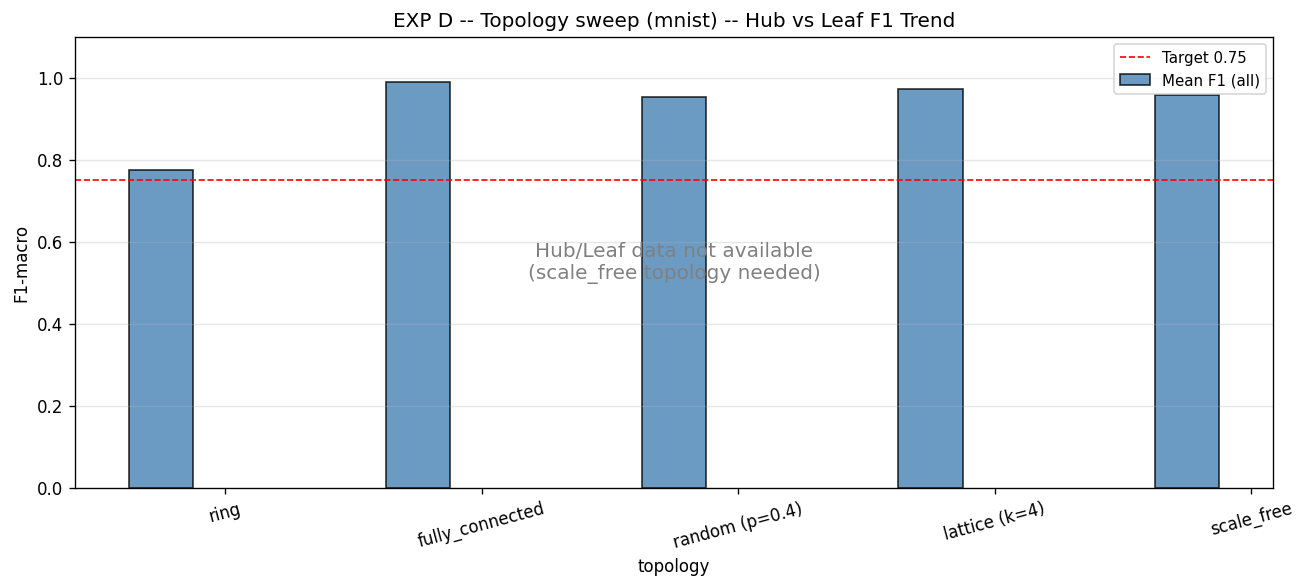 EXP D -- Topology sweep (mnist) -- Hub vs Leaf F1 Trend
Target 0.75
Mean F1 (all)
F1-macro
1.0
0.8
0.6
0.4
0.2
0.0
Hub/Leaf data not available
(scale_free topology needed)
ring
fully_connected
random (p=0.4)
lattice (k=4)
scale_free
topology